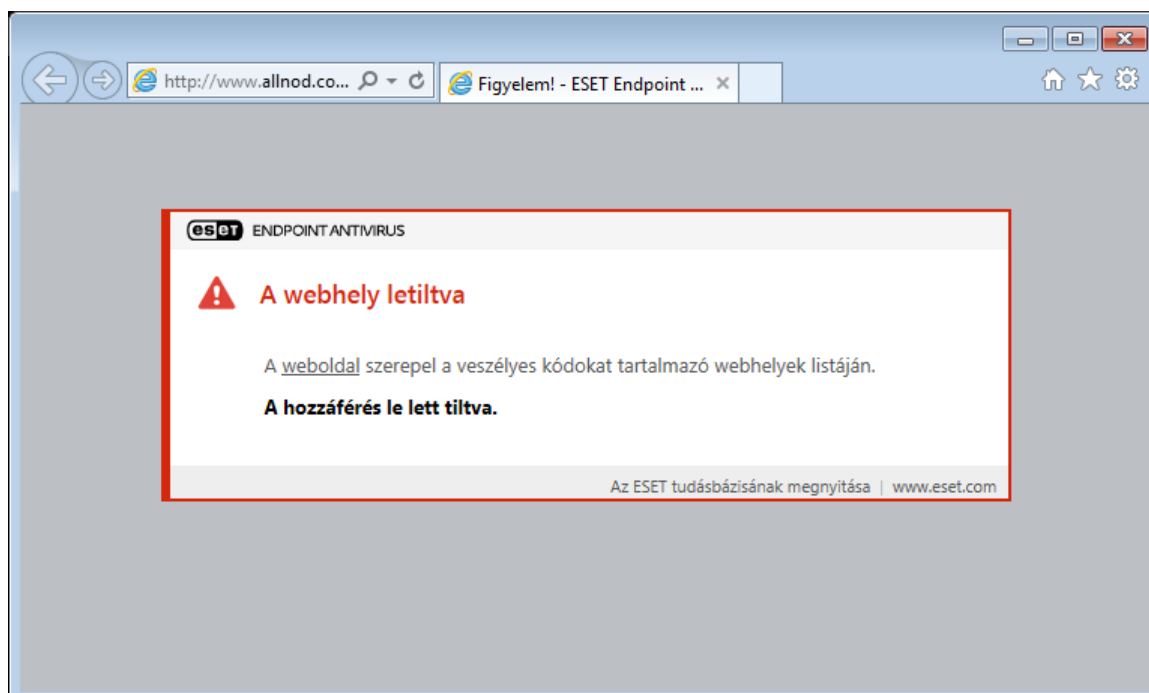 http://www.allnod.co...
Figyelem! - ESET Endpoint ...
eset ENDPOINT ANTIVIRUS
A webhely letiltva
A weboldal szerepel a veszélyes kódokat tartalmazó webhelyek listáján.
A hozzáférés le lett tiltva.
Az ESET tudásbázisának megnyitása | www.eset.com